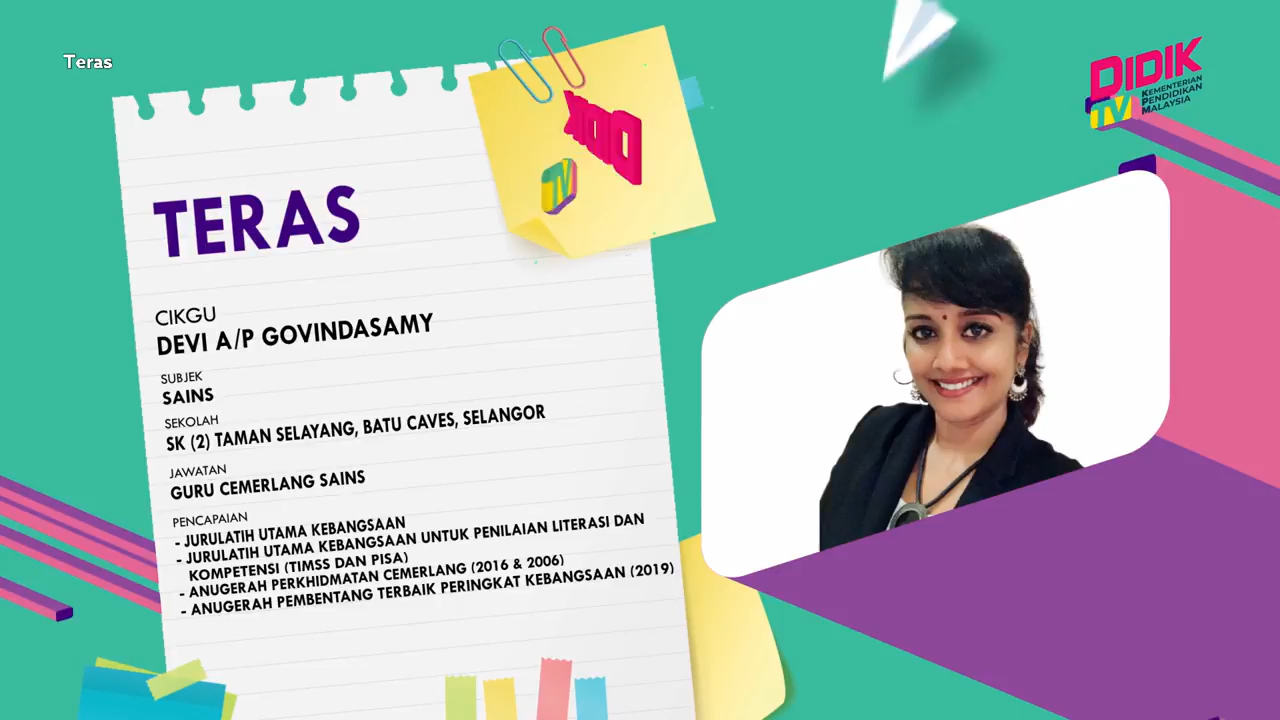 Teras
DIDIK
TV
KEMENTERIAN
PENDIDIKAN
MALAYSIA
TV
TERAS
CIKGU
DEVI A/P GOVINDASAMY
SUBJEK
SAINS
SEKOLAH
SK (2) TAMAN SELAYANG, BATU CAVES, SELANGOR
JAWATAN
GURU CEMERLANG SAINS
PENCAPAIAN
- JURULATIH UTAMA KEBANGSAAN
- JURULATIH UTAMA KEBANGSAAN UNTUK PENILAIAN LITERASI DAN
KOMPETENSI (TIMSS DAN PISA)
- ANUGERAH PERKHIDMATAN CEMERLANG (2016 & 2006)
- ANUGERAH PEMBENTANG TERBAIK PERINGKAT KEBANGSAAN (2019)